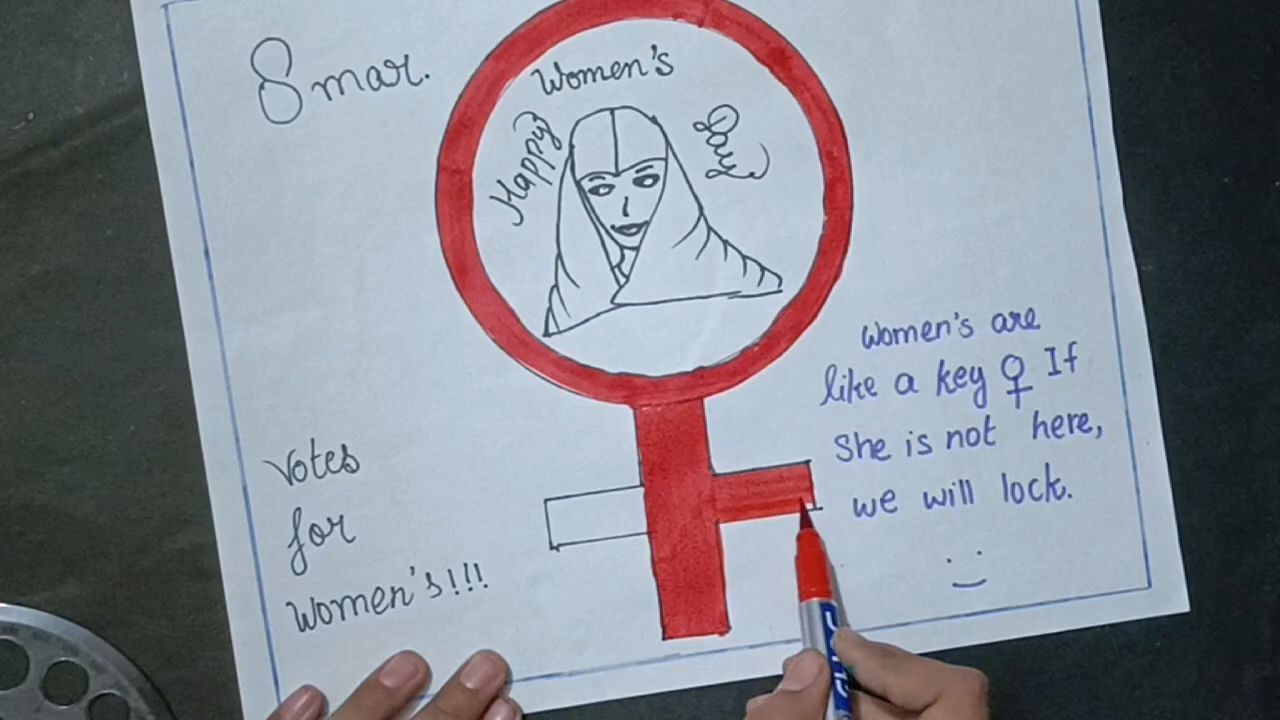 8 mar.
Happy Women's Day
Votes
for
Women's!!!
Women's are
like a key ♀ If
She is not here,
we will lock.